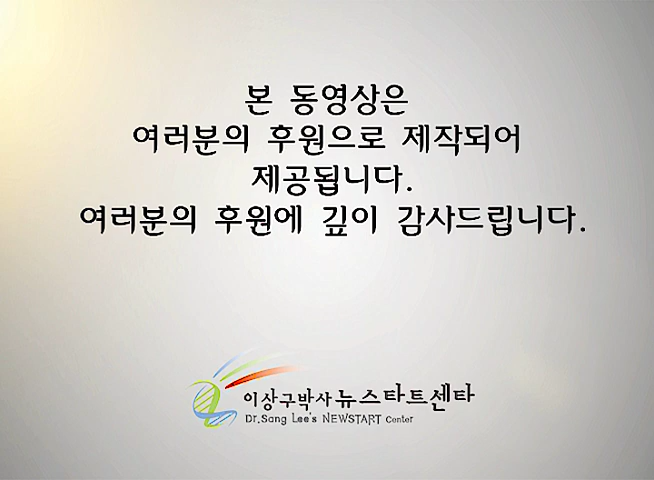 본 동영상은
여러분의 후원으로 제작되어
제공됩니다.
여러분의 후원에 깊이 감사드립니다.
이상구박사 뉴스타트센타
Dr.Sang Lee's NEWSTART Center